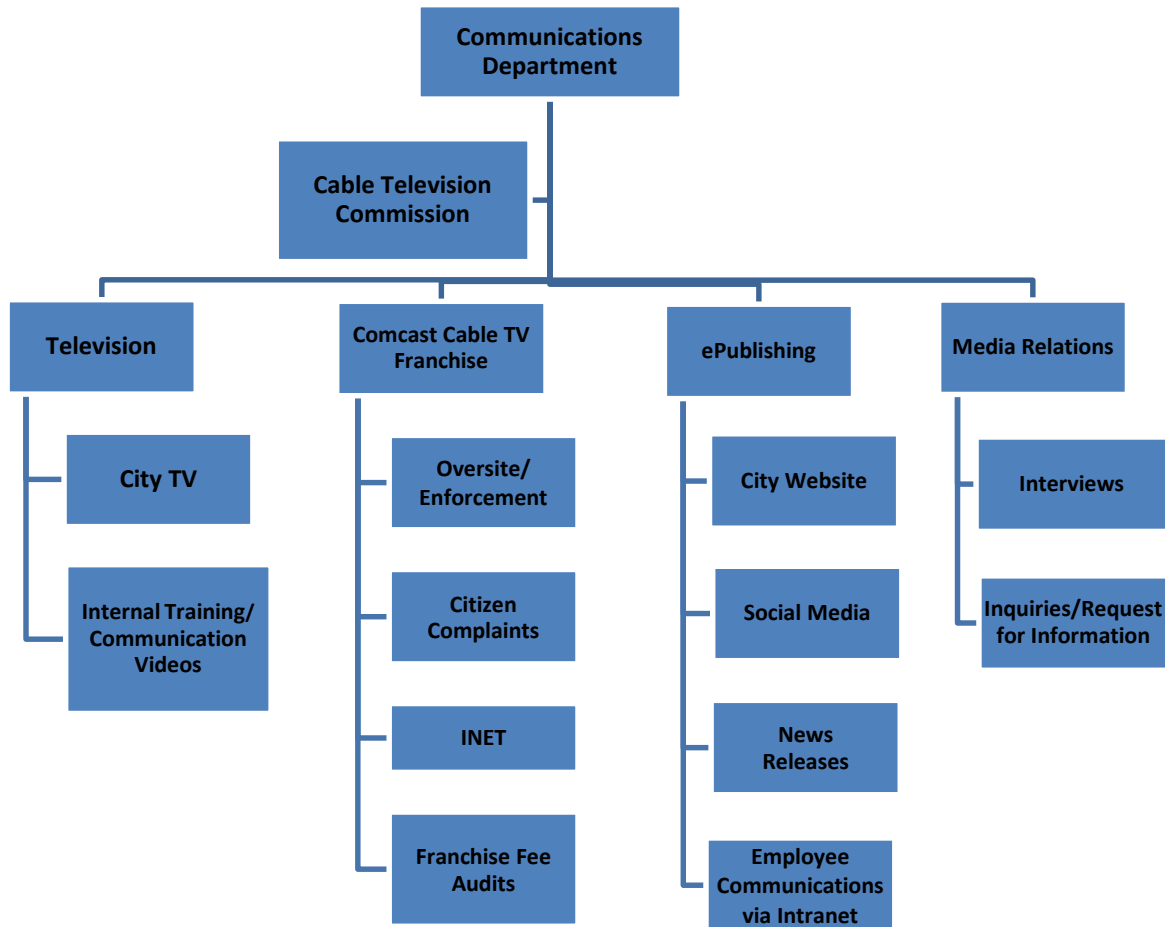 Communications
Department
Cable Television
Commission
Television
Comcast Cable TV
Franchise
ePublishing
Media Relations
City TV
Internal Training/
Communication
Videos
Oversite/
Enforcement
Citizen
Complaints
INET
Franchise Fee
Audits
City Website
Social Media
News
Releases
Employee
Communications
via Intranet
Interviews
Inquiries/Request
for Information